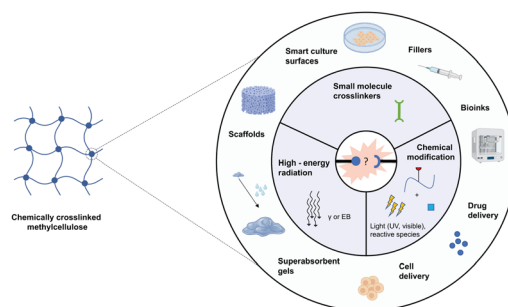 Smart culture
surfaces
Fillers
Small molecule
crosslinkers
Bioinks
Scaffolds
High - energy
radiation
?
Chemical
modification
+
γ or EB
Light (UV, visible),
reactive species
Drug
delivery
Chemically crosslinked
methylcellulose
Superabsorbent
gels
Cell
delivery